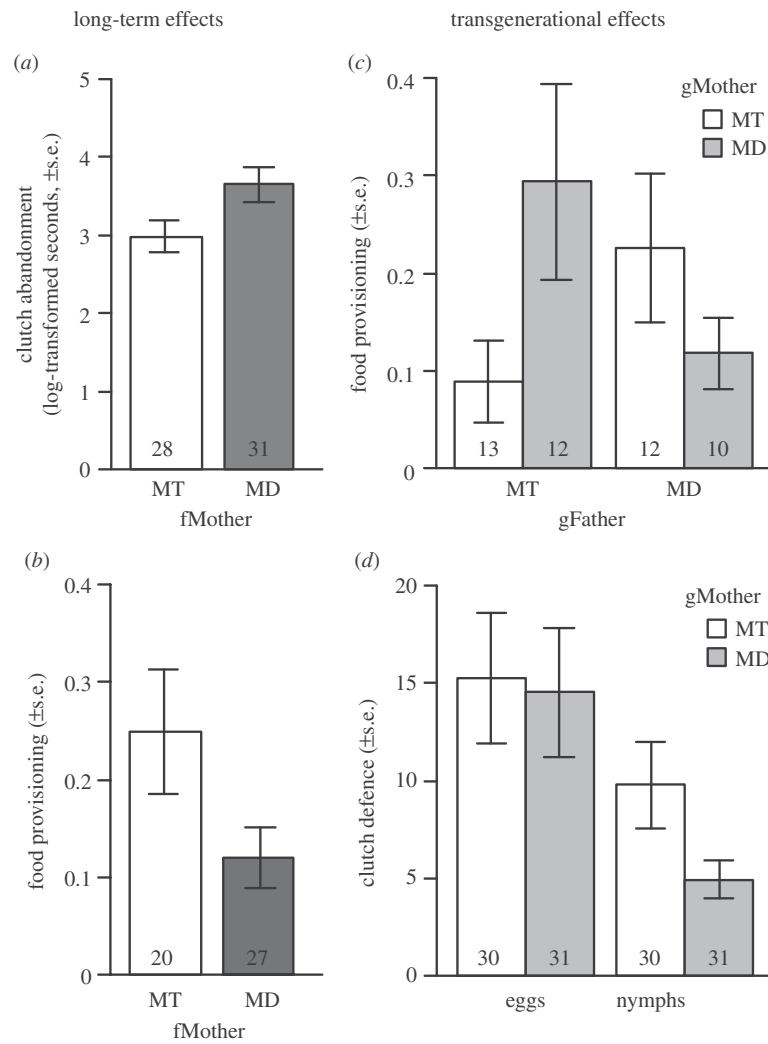 long-term effects
transgenerational effects
(a)
5
4
3
2
1
0
clutch abandonment
(log-transformed seconds, ±s.e.)
28
31
MT MD
fMother
(c)
0.4
0.3
0.2
0.1
0
food provisioning (±s.e.)
gMother
MT
MD
13
12
12
10
MT MD
gFather
(b)
0.4
0.3
0.2
0.1
0
food provisioning (±s.e.)
20
27
MT MD
fMother
(d)
20
15
10
5
0
clutch defence (±s.e.)
gMother
MT
MD
30
31
30
31
eggs nymphs